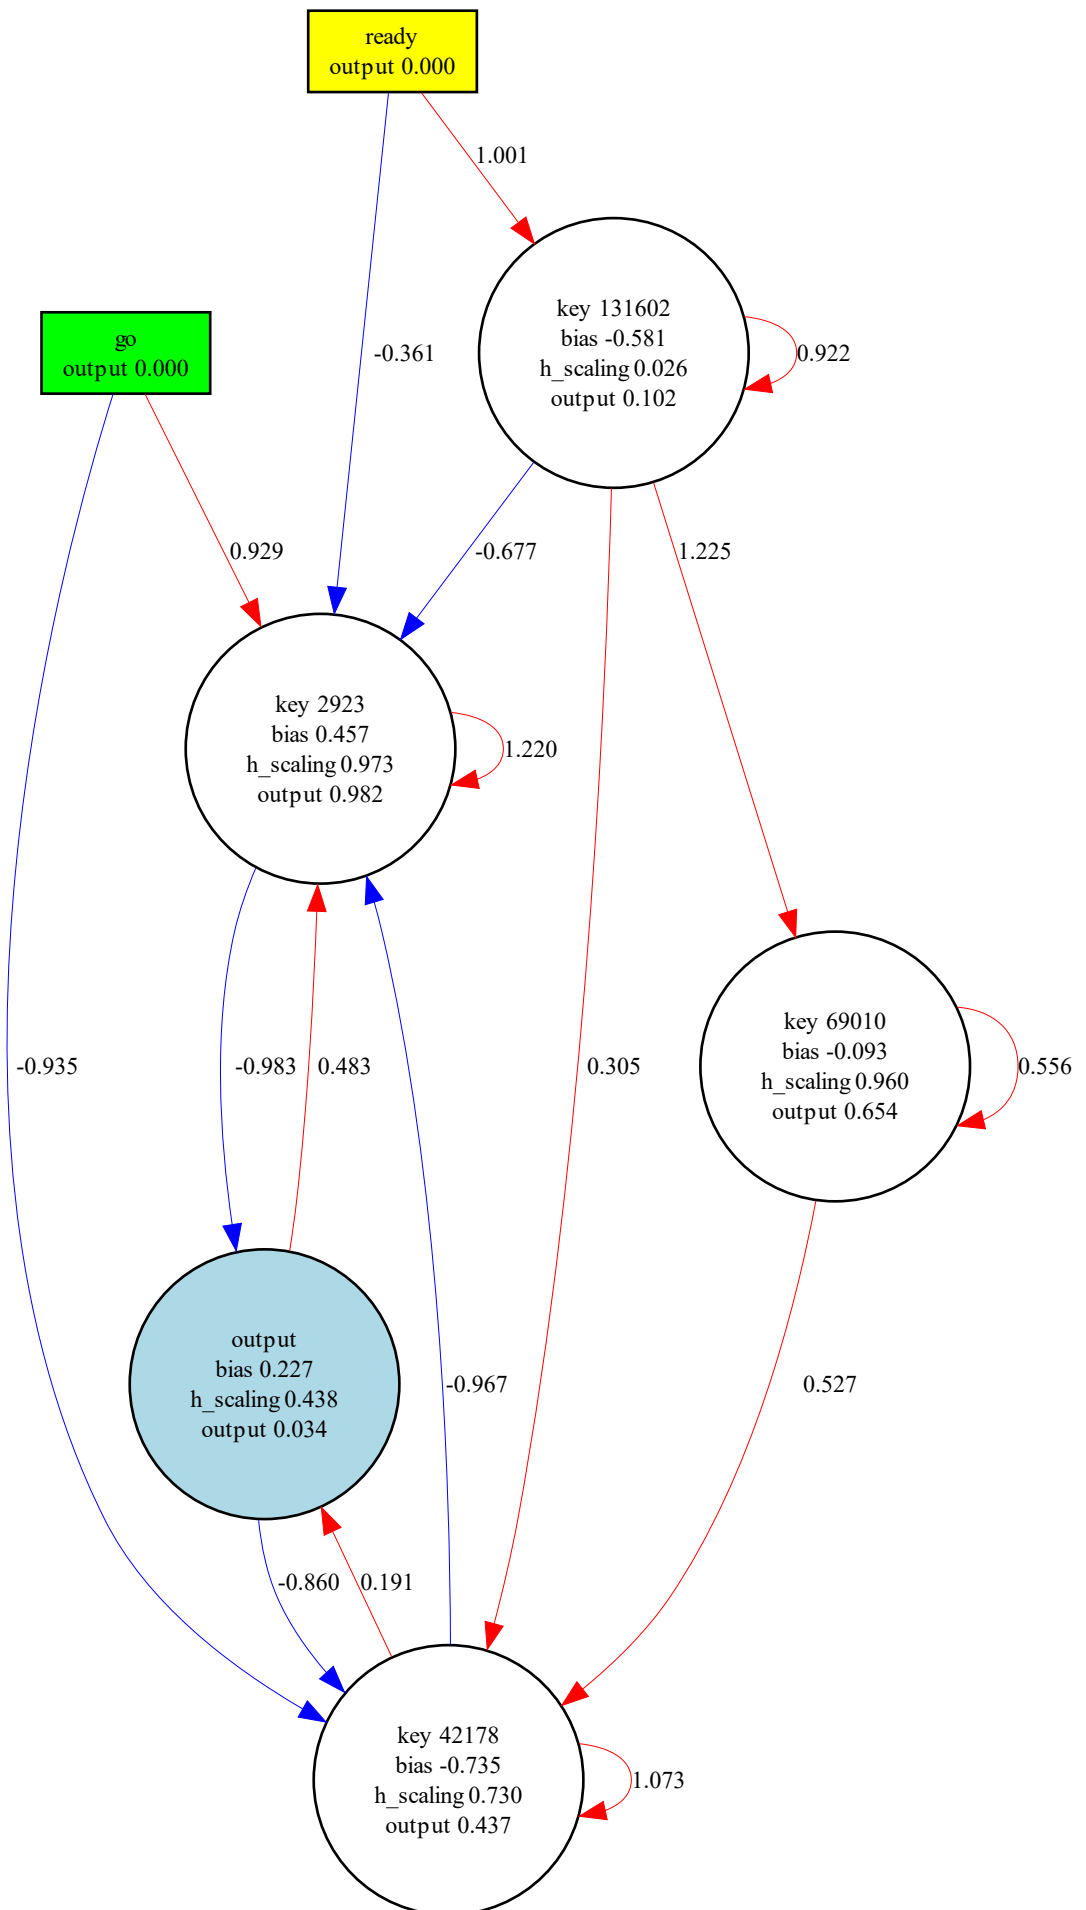 ready
output 0.000
1.001
key 131602
bias -0.581
h_scaling 0.026
output 0.102
0.922
go
output 0.000
-0.361
0.929
-0.677
1.225
key 2923
bias 0.457
h_scaling 0.973
output 0.982
1.220
key 69010
bias -0.093
h_scaling 0.960
output 0.654
0.556
-0.935
-0.983
0.483
0.305
output
bias 0.227
h_scaling 0.438
output 0.034
-0.967
0.527
-0.860
0.191
key 42178
bias -0.735
h_scaling 0.730
output 0.437
1.073